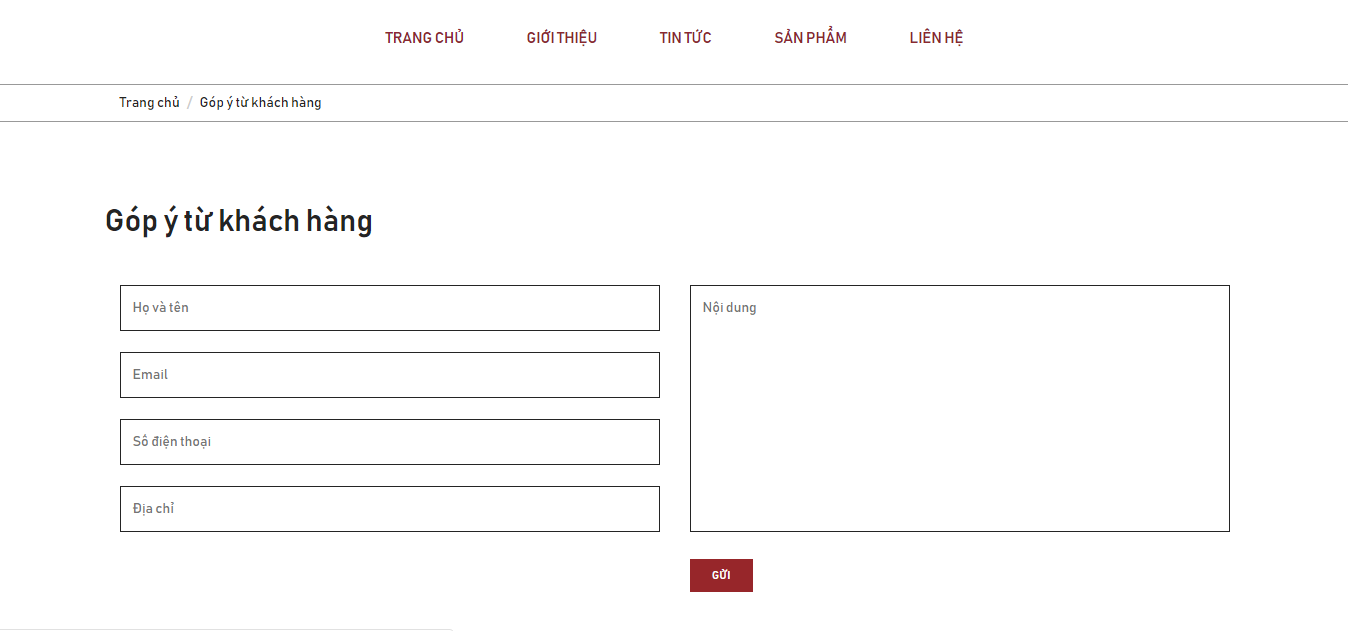 TRANG CHỦ GIỚI THIỆU TIN TỨC SẢN PHẨM LIÊN HỆ
Trang chủ / Góp ý từ khách hàng
Góp ý từ khách hàng
Họ và tên
Nội dung
Email
Số điện thoại
Địa chỉ
GỬI